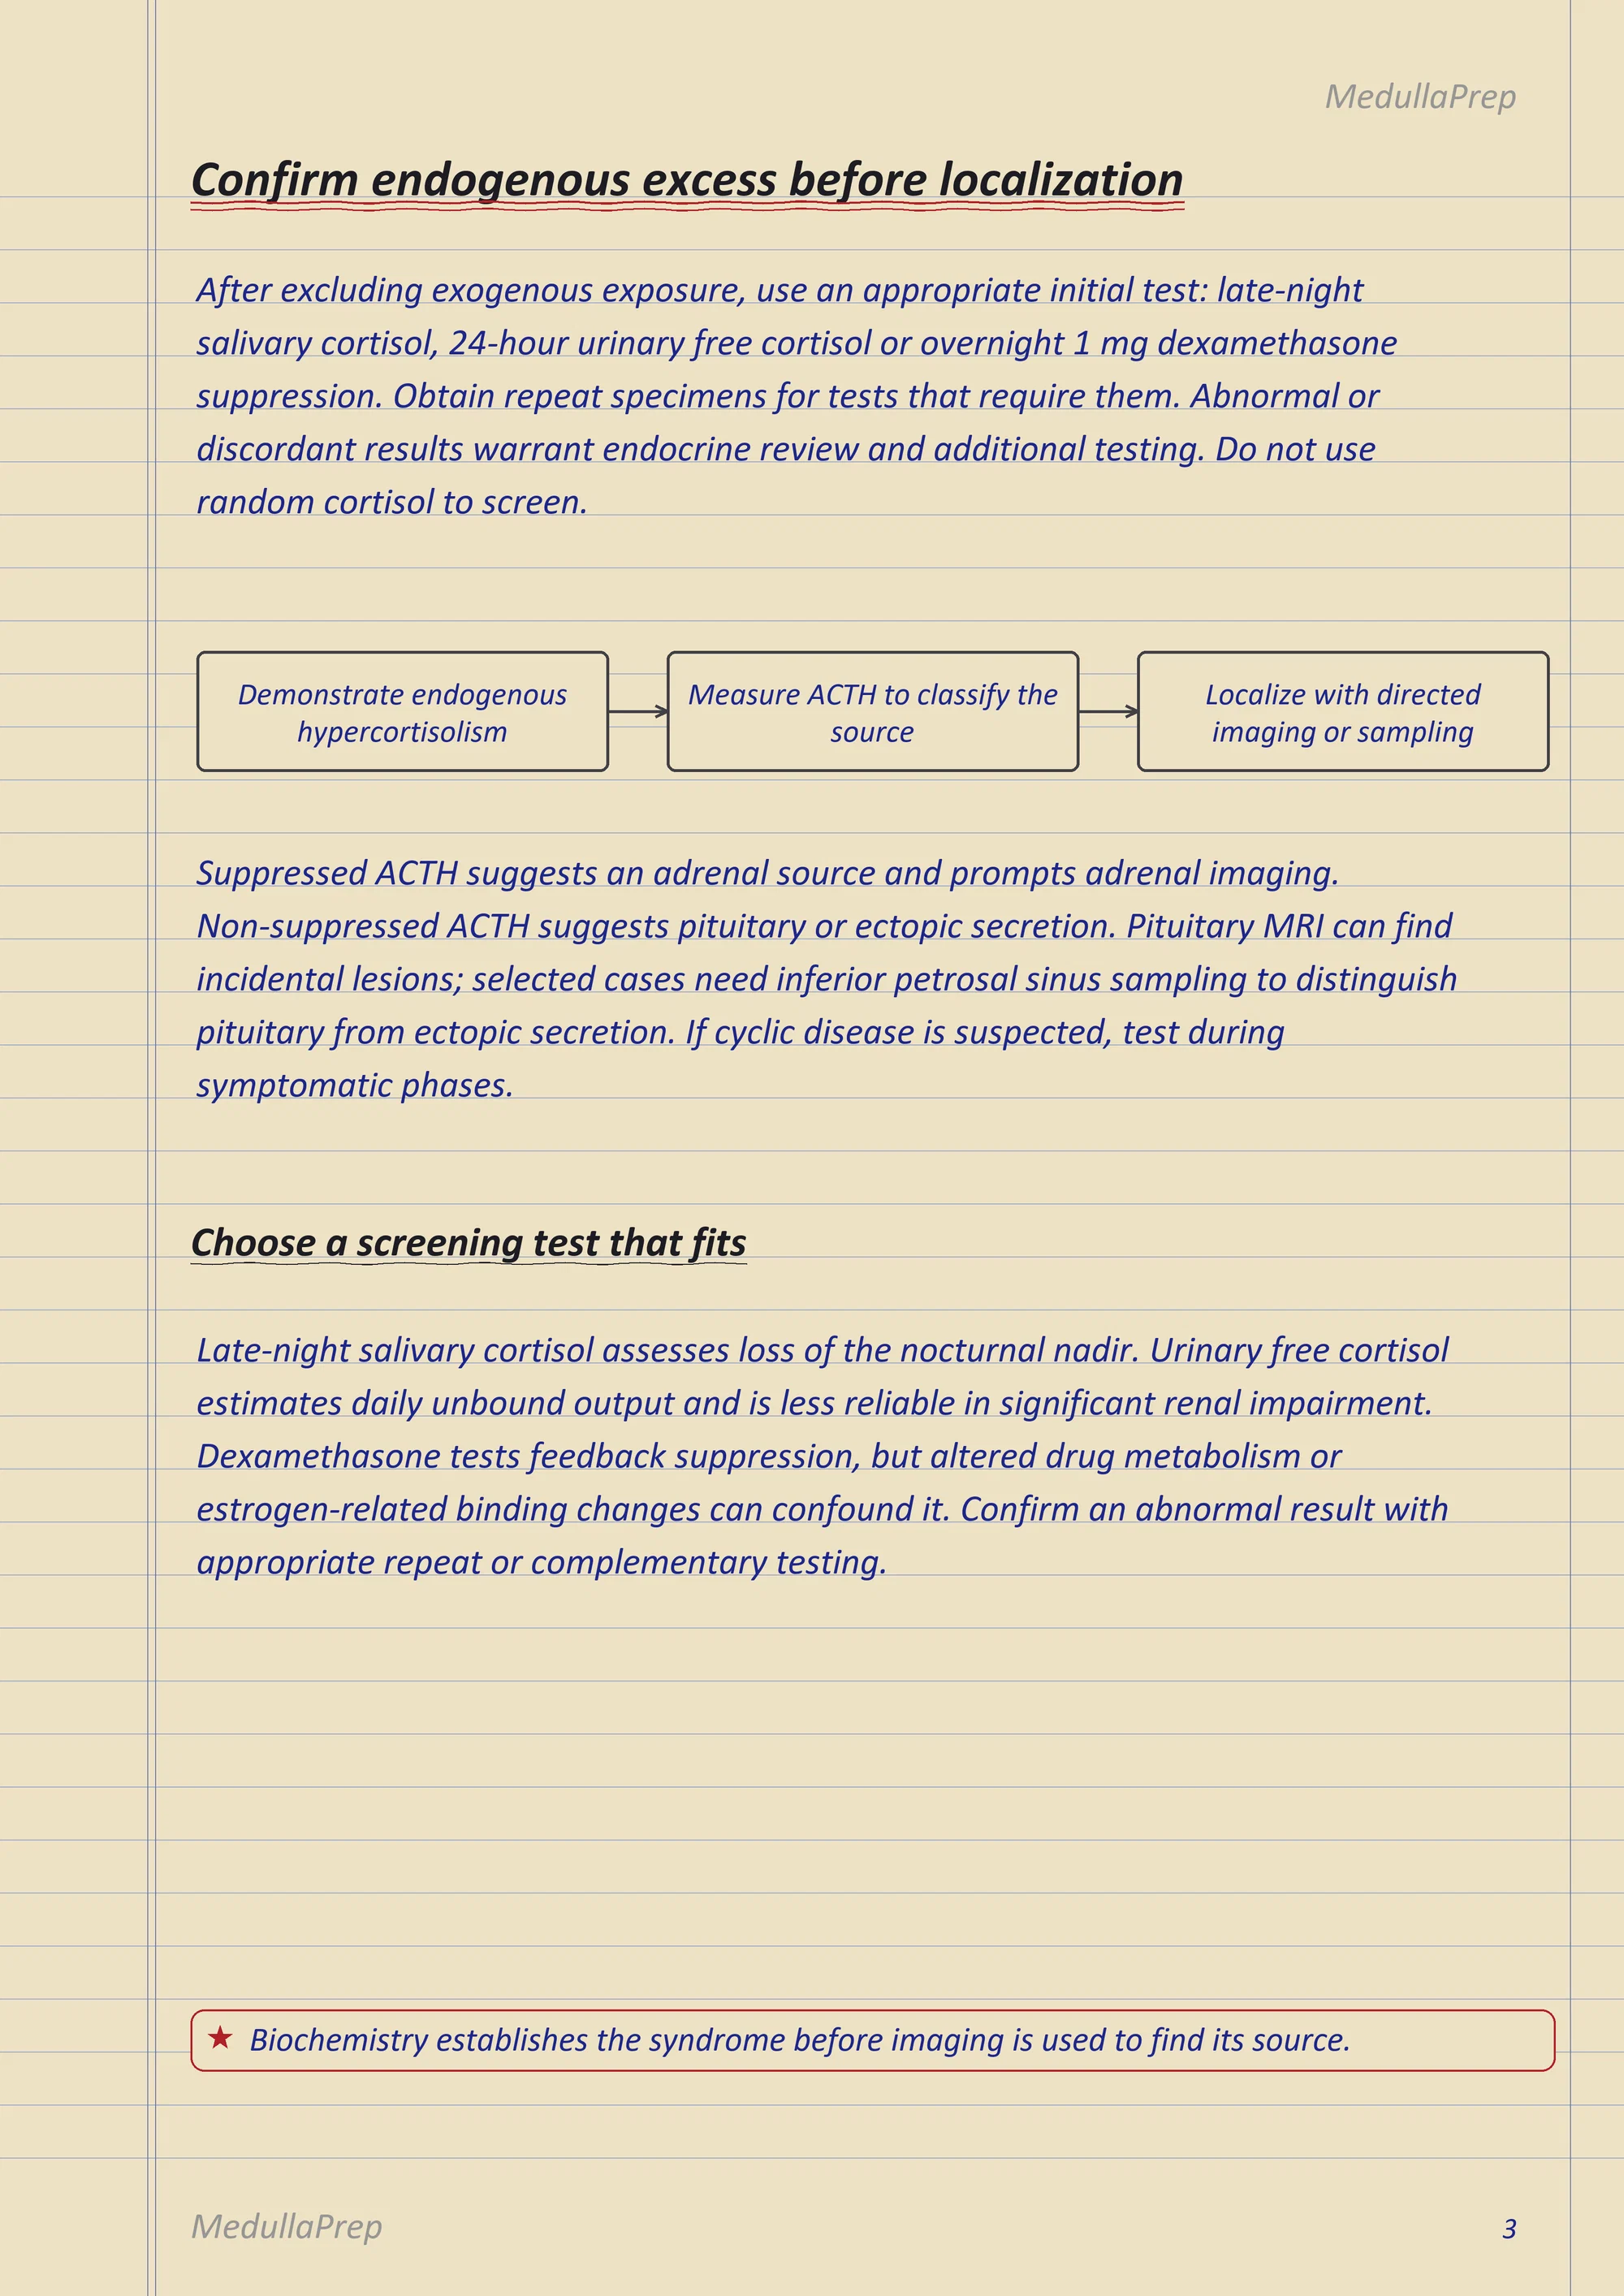 MedullaPrep
Confirm endogenous excess before localization
After excluding exogenous exposure, use an appropriate initial test: late-night
salivary cortisol, 24-hour urinary free cortisol or overnight 1 mg dexamethasone
suppression. Obtain repeat specimens for tests that require them. Abnormal or
discordant results warrant endocrine review and additional testing. Do not use
random cortisol to screen.
Demonstrate endogenous
hypercortisolism
Measure ACTH to classify the
source
Localize with directed
imaging or sampling
Suppressed ACTH suggests an adrenal source and prompts adrenal imaging.
Non-suppressed ACTH suggests pituitary or ectopic secretion. Pituitary MRI can find
incidental lesions; selected cases need inferior petrosal sinus sampling to distinguish
pituitary from ectopic secretion. If cyclic disease is suspected, test during
symptomatic phases.
Choose a screening test that fits
Late-night salivary cortisol assesses loss of the nocturnal nadir. Urinary free cortisol
estimates daily unbound output and is less reliable in significant renal impairment.
Dexamethasone tests feedback suppression, but altered drug metabolism or
estrogen-related binding changes can confound it. Confirm an abnormal result with
appropriate repeat or complementary testing.
★ Biochemistry establishes the syndrome before imaging is used to find its source.
MedullaPrep
3